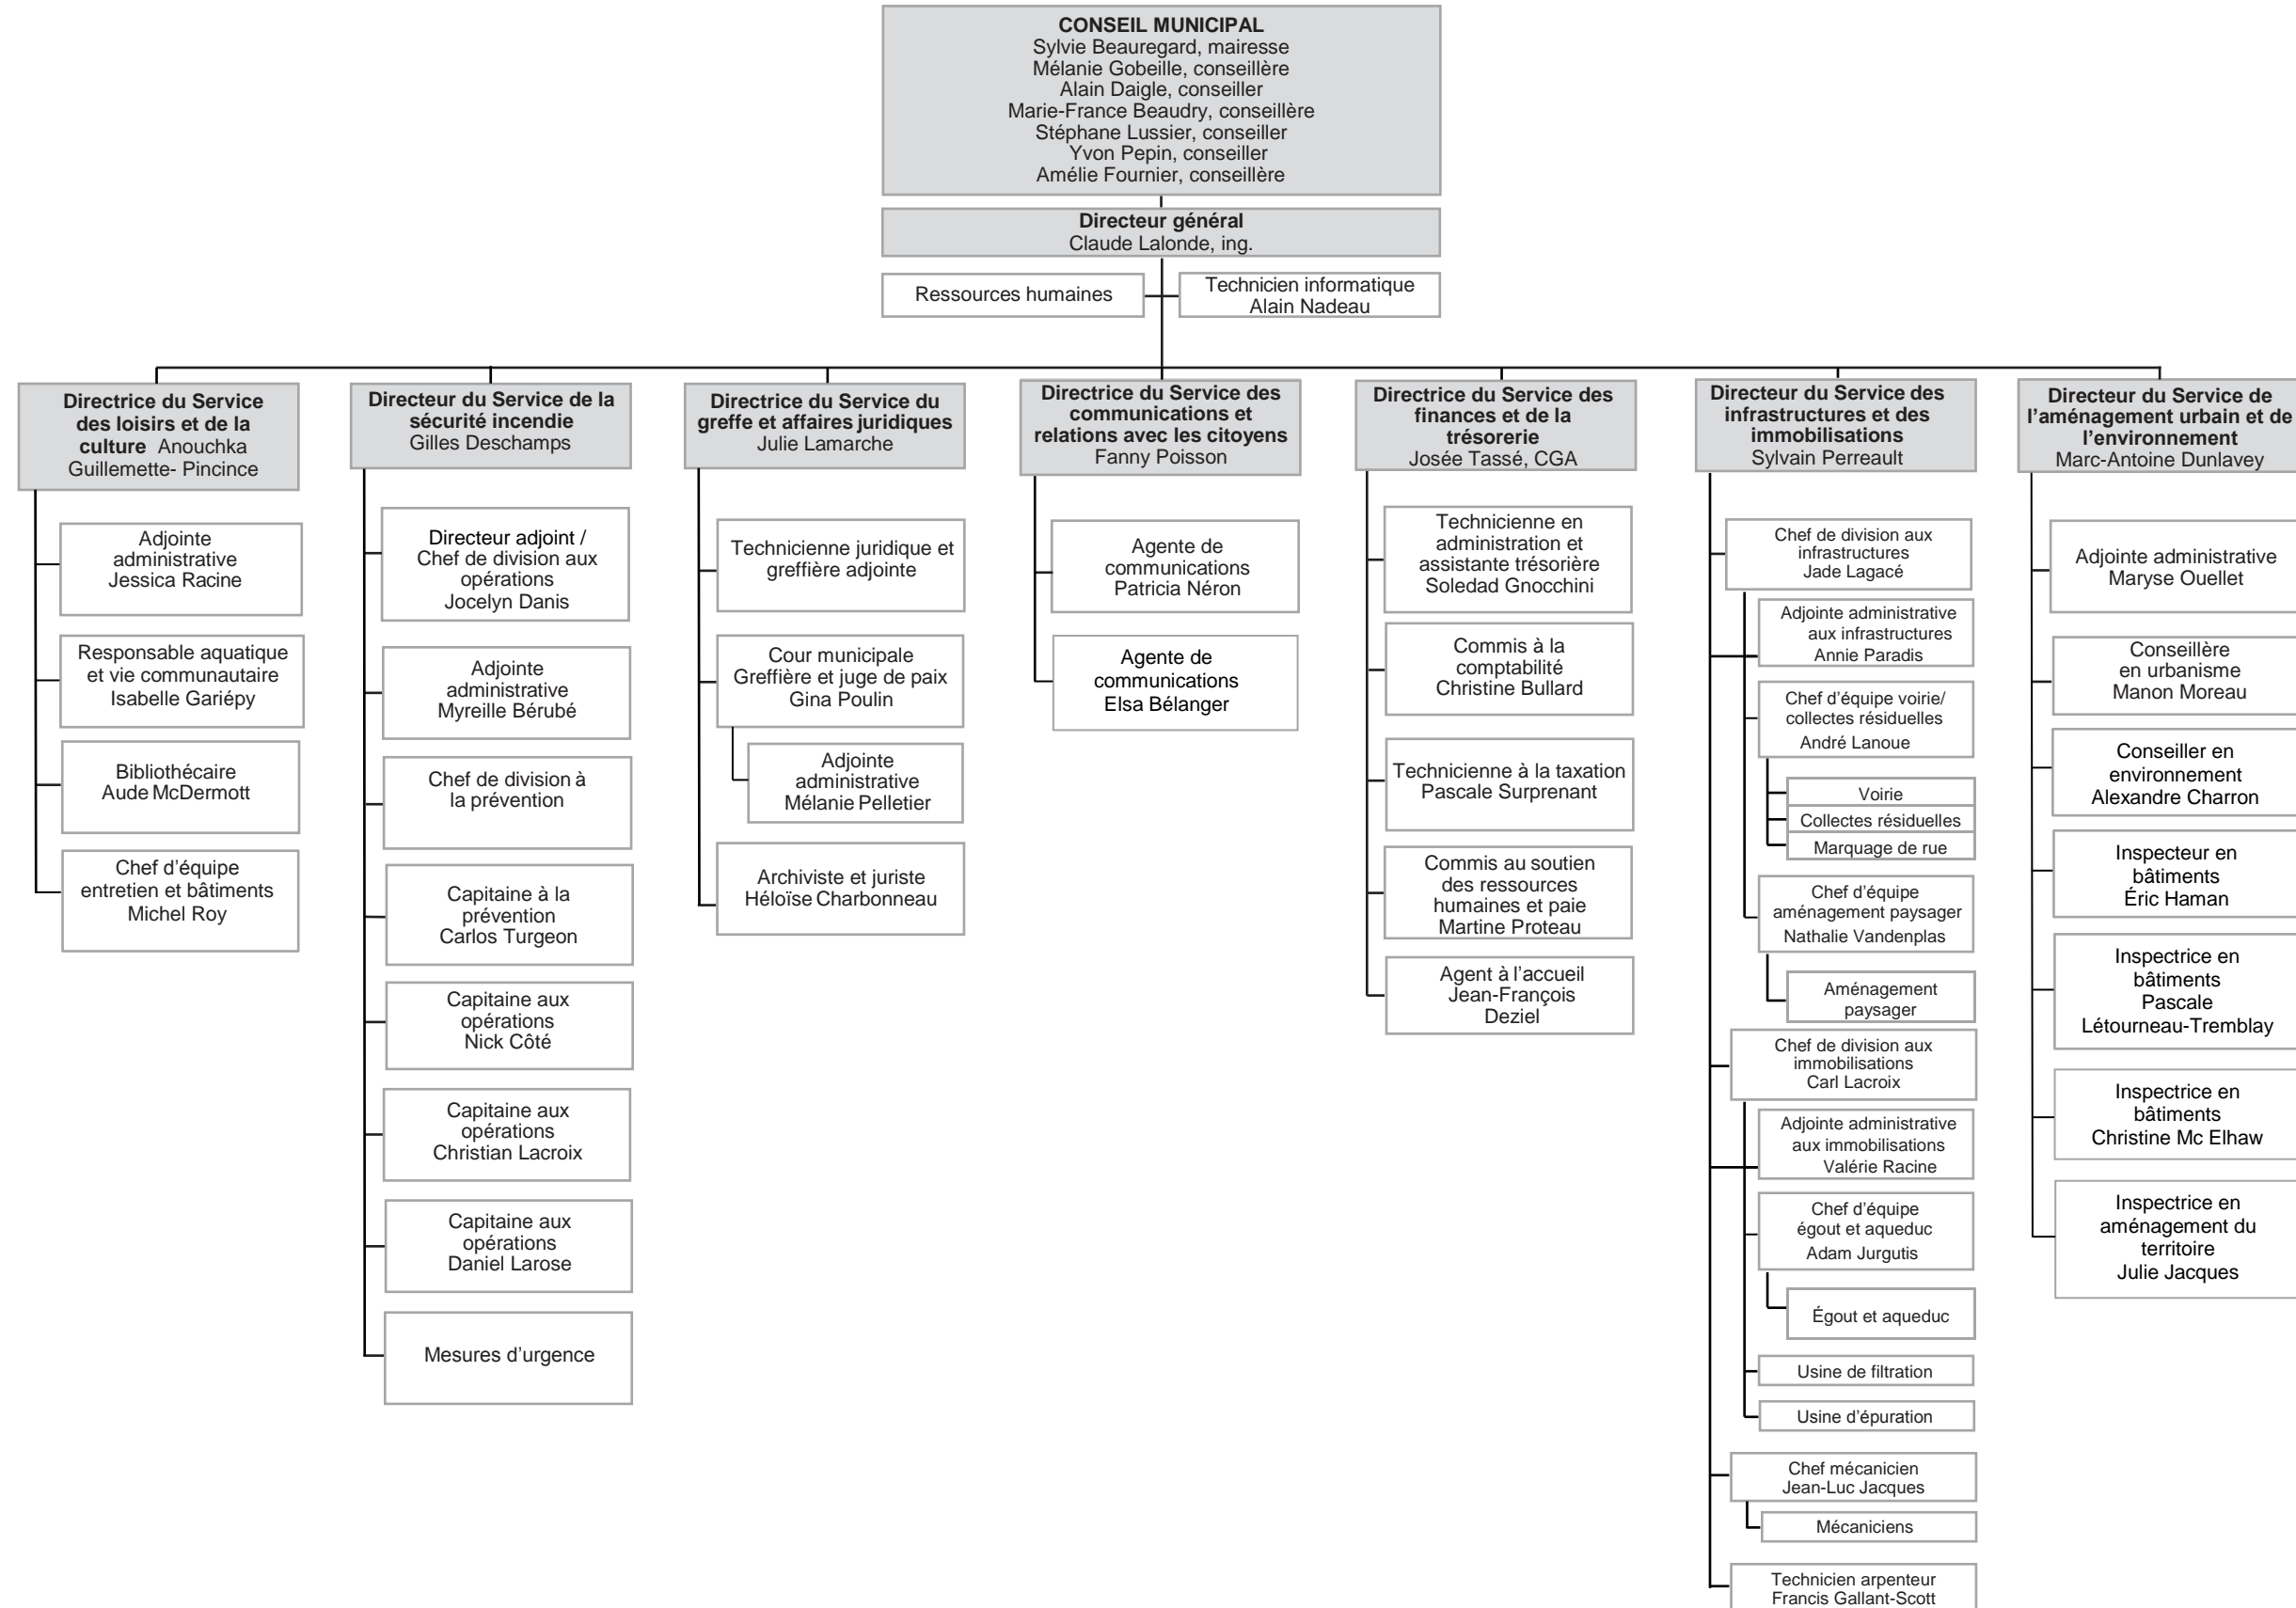 CONSEIL MUNICIPAL
Sylvie Beauregard, mairesse
Mélanie Gobeille, conseillère
Alain Daigle, conseiller
Marie-France Beaudry, conseillère
Stéphane Lussier, conseiller
Yvon Pepin, conseiller
Amélie Fournier, conseillère
Directeur général
Claude Lalonde, ing.
Ressources humaines
Technicien informatique
Alain Nadeau
Directrice du Service
des loisirs et de la
culture Anouchka
Guillemette- Pincince
Adjointe
administrative
Jessica Racine
Responsable aquatique
et vie communautaire
Isabelle Gariépy
Bibliothécaire
Aude McDermott
Chef d'équipe
entretien et bâtiments
Michel Roy
Directeur du Service de la
sécurité incendie
Gilles Deschamps
Directeur adjoint /
Chef de division aux
opérations
Jocelyn Danis
Adjointe
administrative
Myreille Bérubé
Chef de division à
la prévention
Capitaine à la
prévention
Carlos Turgeon
Capitaine aux
opérations
Nick Côté
Capitaine aux
opérations
Christian Lacroix
Capitaine aux
opérations
Daniel Larose
Mesures d'urgence
Directrice du Service du
greffe et affaires juridiques
Julie Lamarche
Technicienne juridique et
greffière adjointe
Cour municipale
Greffière et juge de paix
Gina Poulin
Adjointe
administrative
Mélanie Pelletier
Archiviste et juriste
Héloïse Charbonneau
Directrice du Service des
communications et
relations avec les citoyens
Fanny Poisson
Agente de
communications
Patricia Néron
Agente de
communications
Elsa Bélanger
Directrice du Service des
finances et de la
trésorerie
Josée Tassé, CGA
Technicienne en
administration et
assistante trésorière
Soledad Gnocchini
Commis à la
comptabilité
Christine Bullard
Technicienne à la taxation
Pascale Surprenant
Commis au soutien
des ressources
humaines et paie
Martine Proteau
Agent à l'accueil
Jean-François
Deziel
Directeur du Service des
infrastructures et des
immobilisations
Sylvain Perreault
Chef de division aux
infrastructures
Jade Lagacé
Adjointe administrative
aux infrastructures
Annie Paradis
Chef d'équipe voirie/
collectes résiduelles
André Lanoue
Voirie
Collectes résiduelles
Marquage de rue
Chef d'équipe
aménagement paysager
Nathalie Vandenplas
Aménagement
paysager
Chef de division aux
immobilisations
Carl Lacroix
Adjointe administrative
aux immobilisations
Valérie Racine
Chef d'équipe
égout et aqueduc
Adam Jurgutis
Égout et aqueduc
Usine de filtration
Usine d'épuration
Chef mécanicien
Jean-Luc Jacques
Mécaniciens
Technicien arpenteur
Francis Gallant-Scott
Directeur du Service de
l'aménagement urbain et de
l'environnement
Marc-Antoine Dunlavey
Adjointe administrative
Maryse Ouellet
Conseillère
en urbanisme
Manon Moreau
Conseiller en
environnement
Alexandre Charron
Inspecteur en
bâtiments
Éric Haman
Inspectrice en
bâtiments
Pascale
Létourneau-Tremblay
Inspectrice en
bâtiments
Christine Mc Elhaw
Inspectrice en
aménagement du
territoire
Julie Jacques